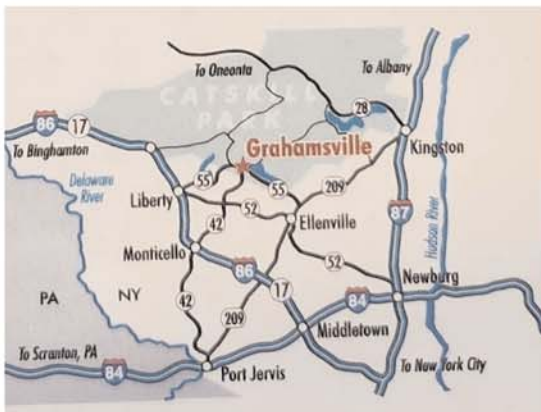 To Oneonta
To Albany
CATSKILL
PARK
28
86
17
To Binghamton
Grahamsville
Kingston
Delaware
River
55
55
209
Liberty
52
Ellenville
87
Hudson River
42
Monticello
86
52
PA
NY
42
17
84
Newburg
209
Middletown
To Scranton, PA
84
Port Jervis
To New York City